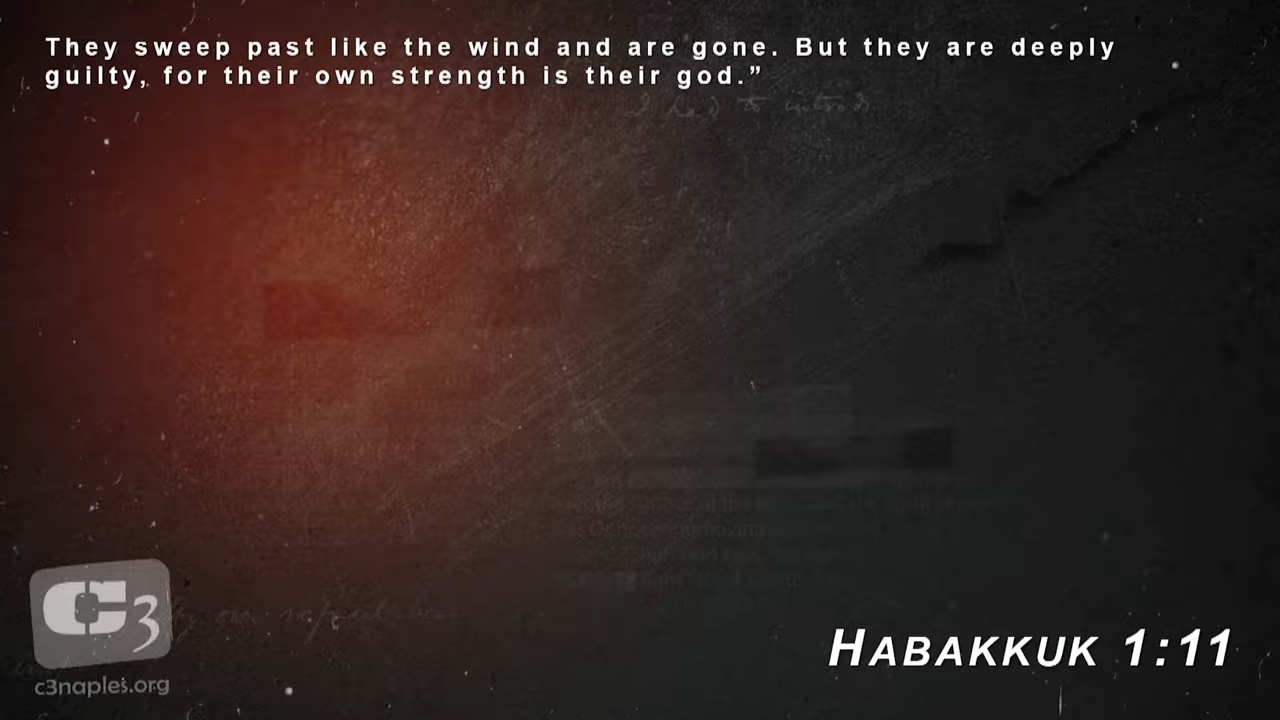 They sweep past like the wind and are gone. But they are deeply
guilty, for their own strength is their god.”
C3
c3naples.org
HABAKKUK 1:11